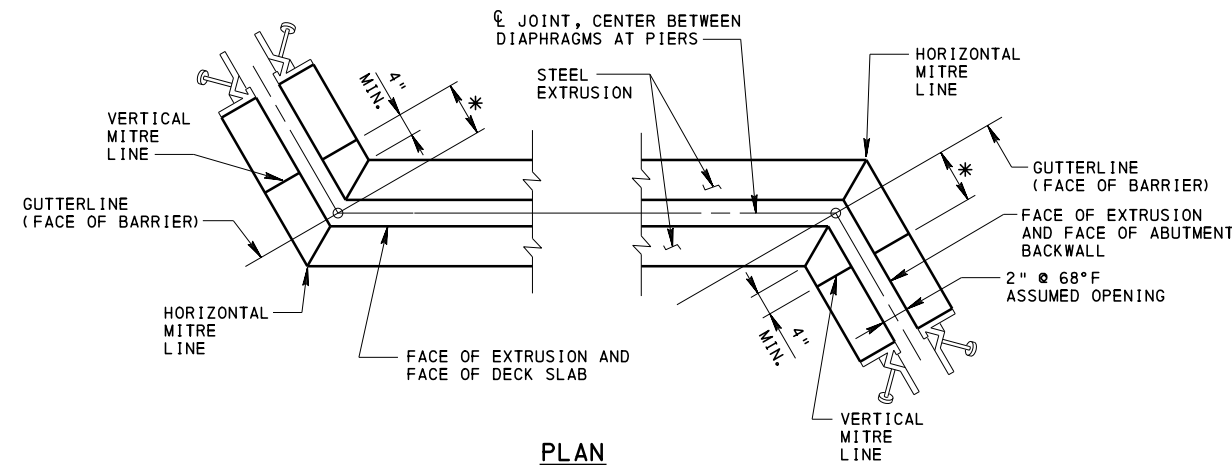 ℄ JOINT, CENTER BETWEEN
DIAPHRAGMS AT PIERS
STEEL
EXTRUSION
HORIZONTAL
MITRE
LINE
4"
MIN.
*
VERTICAL
MITRE
LINE
GUTTERLINE
(FACE OF BARRIER)
*
GUTTERLINE
(FACE OF BARRIER)
FACE OF EXTRUSION
AND FACE OF ABUTMENT
BACKWALL
2" @ 68°F
ASSUMED OPENING
HORIZONTAL
MITRE
LINE
FACE OF EXTRUSION AND
FACE OF DECK SLAB
4"
MIN.
VERTICAL
MITRE
LINE
PLAN